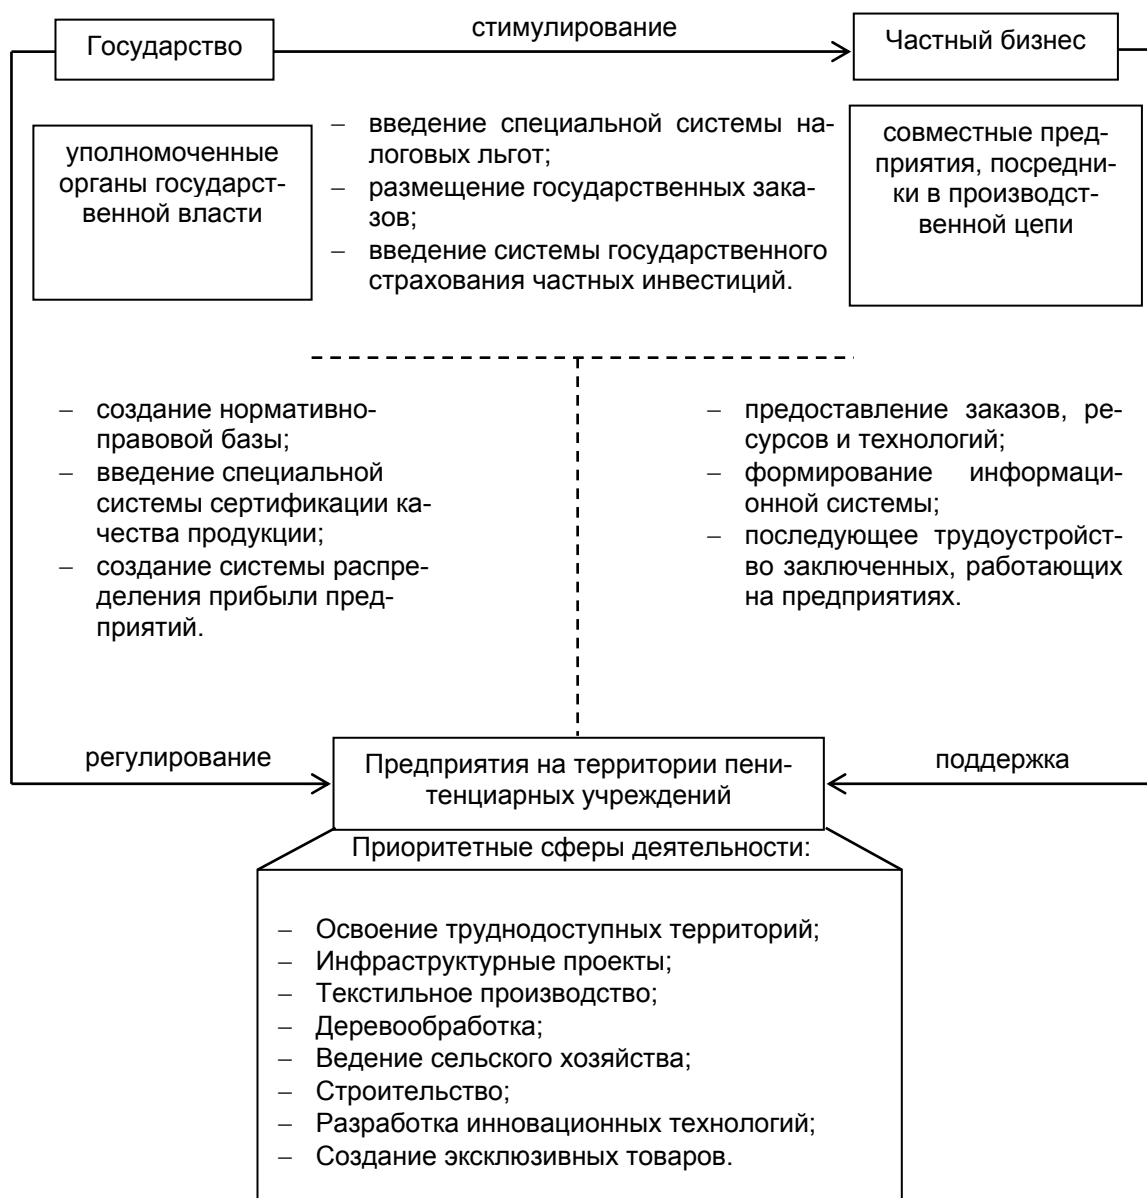 стимулирование
Государство
Частный бизнес
уполномоченные
органы государст-
венной власти
– введение специальной системы на-
логовых льгот;
– размещение государственных зака-
зов;
– введение системы государственного
страхования частных инвестиций.
совместные пред-
приятия, посредни-
ки в производст-
венной цепи
– создание нормативно-
правовой базы;
– введение специальной
системы сертификации ка-
чества продукции;
– создание системы распре-
деления прибыли пред-
приятий.
– предоставление заказов, ре-
сурсов и технологий;
– формирование информаци-
онной системы;
– последующее трудоустройст-
во заключенных, работающих
на предприятиях.
регулирование
Предприятия на территории пени-
тенциарных учреждений
поддержка
Приоритетные сферы деятельности:
– Освоение труднодоступных территорий;
– Инфраструктурные проекты;
– Текстильное производство;
– Деревообработка;
– Ведение сельского хозяйства;
– Строительство;
– Разработка инновационных технологий;
– Создание эксклюзивных товаров.